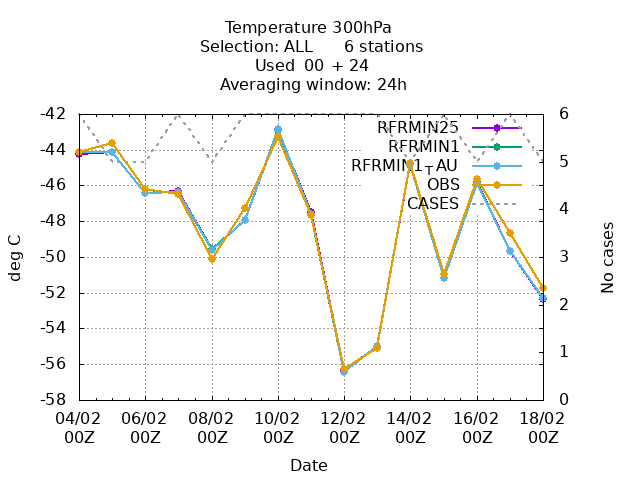 Temperature 300hPa
Selection: ALL 6 stations
Used 00 + 24
Averaging window: 24h
-42
-44
-46
-48
-50
-52
-54
-56
-58
deg C
6
5
4
3
2
1
0
No cases
RFRMIN25
RFRMIN1
RFRMIN1_AU
OBS
CASES
04/02 06/02 08/02 10/02 12/02 14/02 16/02 18/02
00Z 00Z 00Z 00Z 00Z 00Z 00Z 00Z
Date